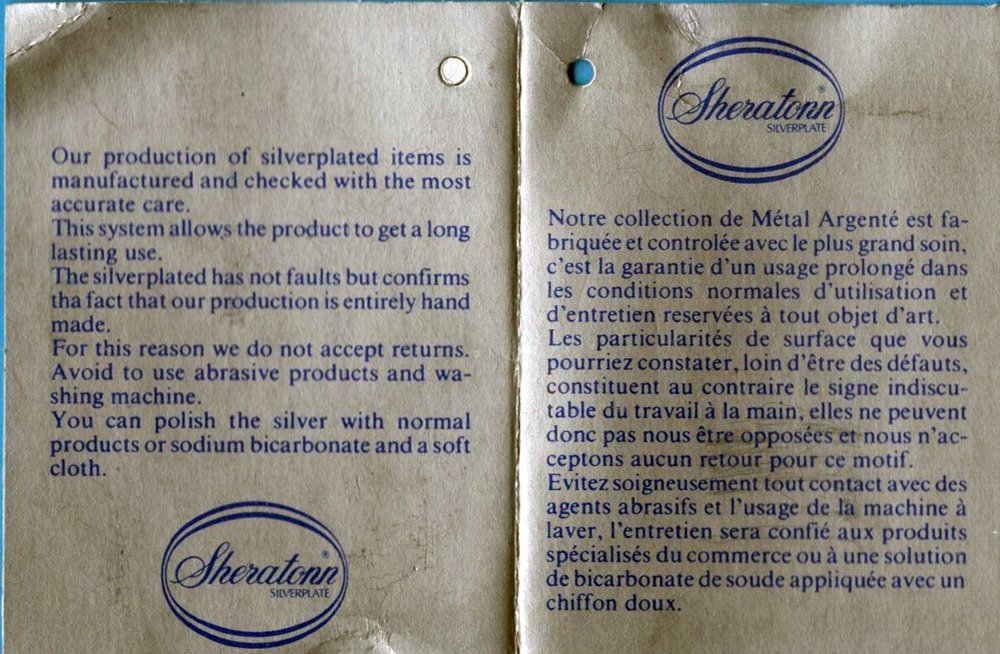 Our production of silverplated items is
manufactured and checked with the most
accurate care.
This system allows the product to get a long
lasting use.
The silverplated has not faults but confirms
tha fact that our production is entirely hand
made.
For this reason we do not accept returns.
Avoid to use abrasive products and wa-
shing machine.
You can polish the silver with normal
products or sodium bicarbonate and a soft
cloth.
Sheratonn®
SILVERPLATE
Sheratonn®
SILVERPLATE
Notre collection de Métal Argenté est fa-
briquée et controlée avec le plus grand soin,
c'est la garantie d'un usage prolongé dans
les conditions normales d'utilisation et
d'entretien reservées à tout objet d'art.
Les particularités de surface que vous
pourriez constater, loin d'être des défauts,
constituent au contraire le signe indiscu-
table du travail à la main, elles ne peuvent
donc pas nous être opposées et nous n'ac-
ceptons aucun retour pour ce motif.
Evitez soigneusement tout contact avec des
agents abrasifs et l'usage de la machine à
laver, l'entretien sera confié aux produits
spécialisés du commerce ou à une solution
de bicarbonate de soude appliquée avec un
chiffon doux.